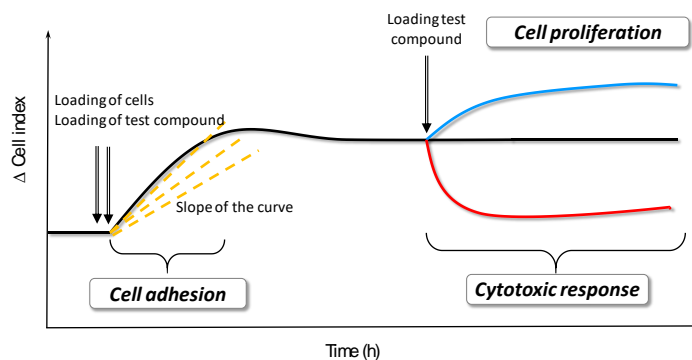 Loading test
compound
Cell proliferation
Loading of cells
Loading of test compound
Δ Cell index
Slope of the curve
Cell adhesion
Cytotoxic response
Time (h)